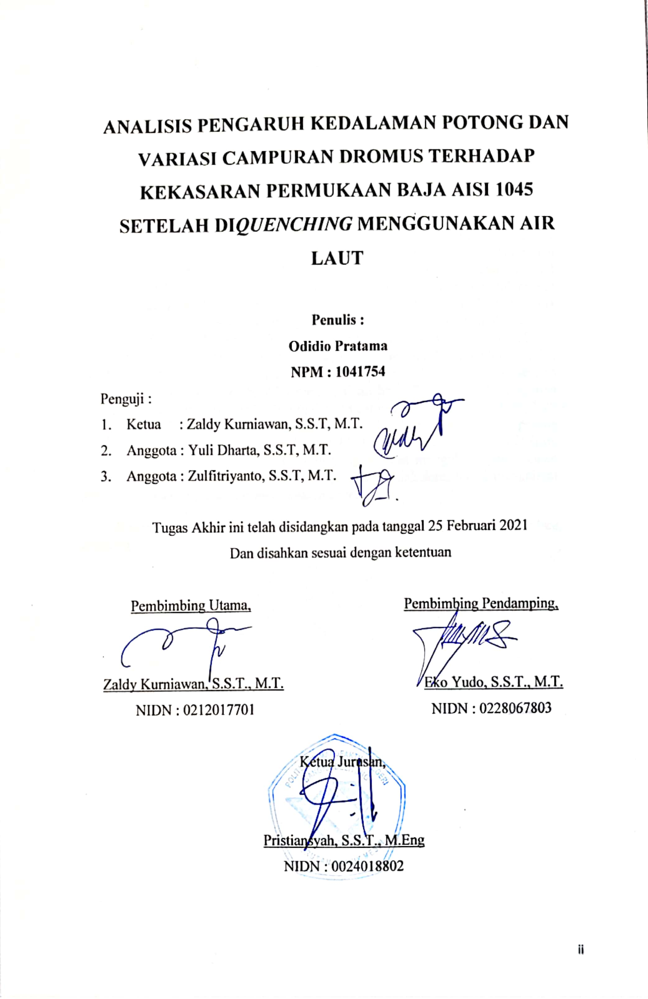 ANALISIS PENGARUH KEDALAMAN POTONG DAN
VARIASI CAMPURAN DROMUS TERHADAP
KEKASARAN PERMUKAAN BAJA AISI 1045
SETELAH DIQUENCHING MENGGUNAKAN AIR
LAUT
Penulis :
Odidio Pratama
NPM : 1041754
Penguji :
1. Ketua : Zaldy Kurniawan, S.S.T, M.T.
2. Anggota : Yuli Dharta, S.S.T, M.T.
3. Anggota : Zulfitriyanto, S.S.T, M.T.
Tugas Akhir ini telah disidangkan pada tanggal 25 Februari 2021
Dan disahkan sesuai dengan ketentuan
Pembimbing Utama, Pembimbing Pendamping,
Zaldy Kurniawan, S.S.T., M.T. Eko Yudo, S.S.T., M.T.
NIDN : 0212017701 NIDN : 0228067803
Ketua Jurusan,
Pristiansyah, S.S.T., M.Eng
NIDN : 0024018802
ii